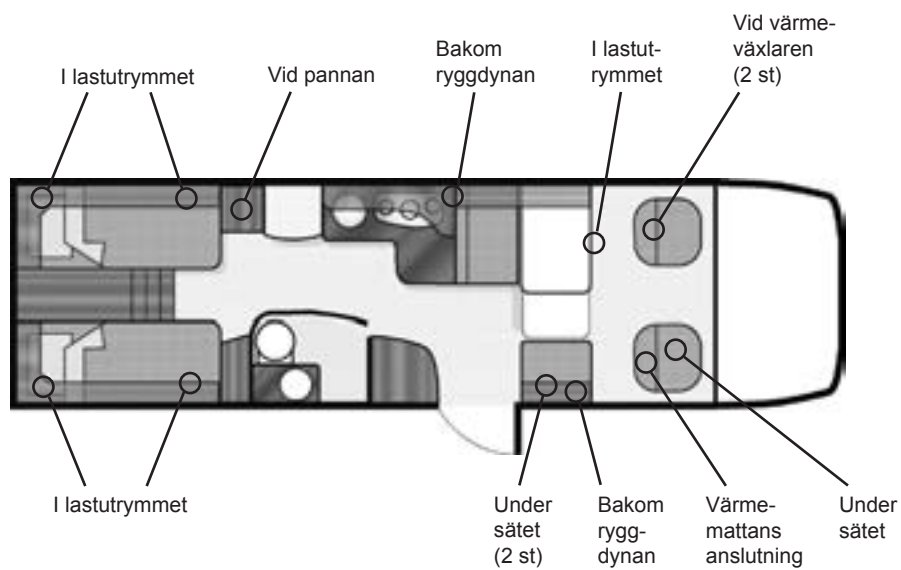 I lastutrymmet
Vid pannan
Bakom
ryggdynan
I lastut-
rymmet
Vid värme-
växlaren
(2 st)
I lastutrymmet
Under
sätet
(2 st)
Bakom
rygg-
dynan
Värme-
mattans
anslutning
Under
sätet